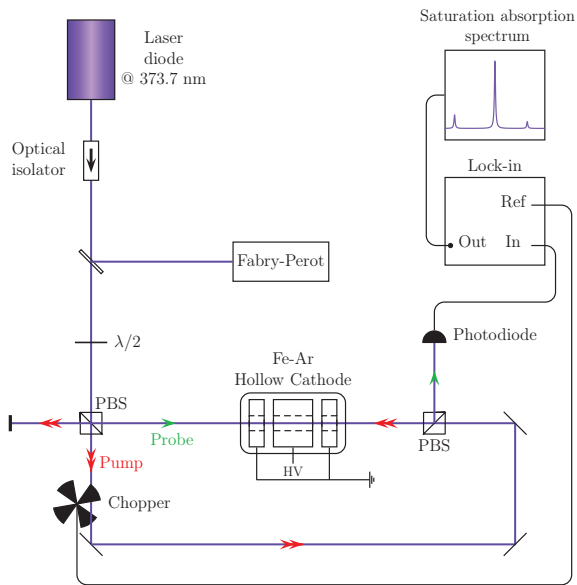 Saturation absorption
spectrum
Laser
diode
@ 373.7 nm
Optical
isolator
Lock-in
Ref
Out
In
Fabry-Perot
λ/2
Photodiode
Fe-Ar
Hollow Cathode
PBS
Probe
PBS
HV
Pump
Chopper